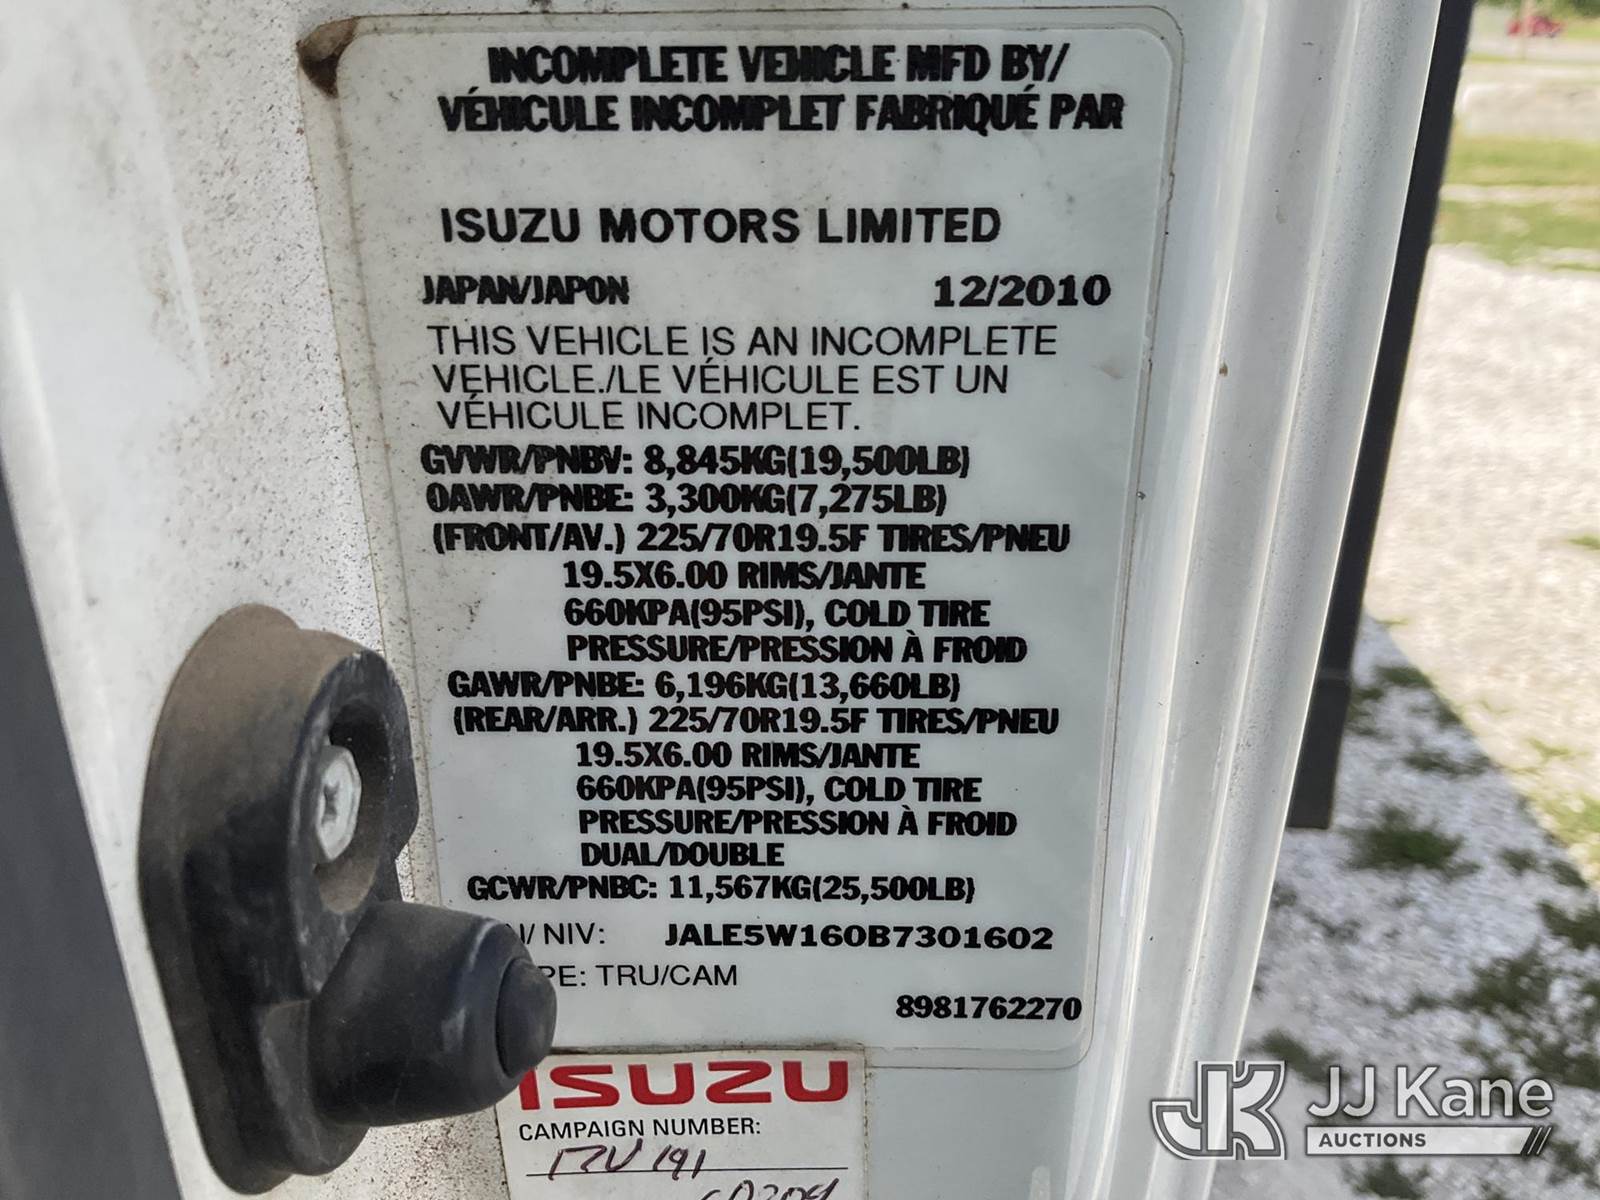 INCOMPLETE VEHICLE MFD BY/
VÉHICULE INCOMPLET FABRIQUÉ PAR
ISUZU MOTORS LIMITED
JAPAN/JAPON 12/2010
THIS VEHICLE IS AN INCOMPLETE
VEHICLE./LE VÉHICULE EST UN
VÉHICULE INCOMPLET.
GVWR/PNBV: 8,845KG(19,500LB)
GAWR/PNBE: 3,300KG(7,275LB)
(FRONT/AV.) 225/70R19.5F TIRES/PNEU
19.5X6.00 RIMS/JANTE
660KPA(95PSI), COLD TIRE
PRESSURE/PRESSION À FROID
GAWR/PNBE: 6,196KG(13,660LB)
(REAR/ARR.) 225/70R19.5F TIRES/PNEU
19.5X6.00 RIMS/JANTE
660KPA(95PSI), COLD TIRE
PRESSURE/PRESSION À FROID
DUAL/DOUBLE
GCWR/PNBC: 11,567KG(25,500LB)
NIV: JALE5W160B7301602
TRU/CAM
8981762270
ISUZU
CAMPAIGN NUMBER:
JK JJ Kane
AUCTIONS